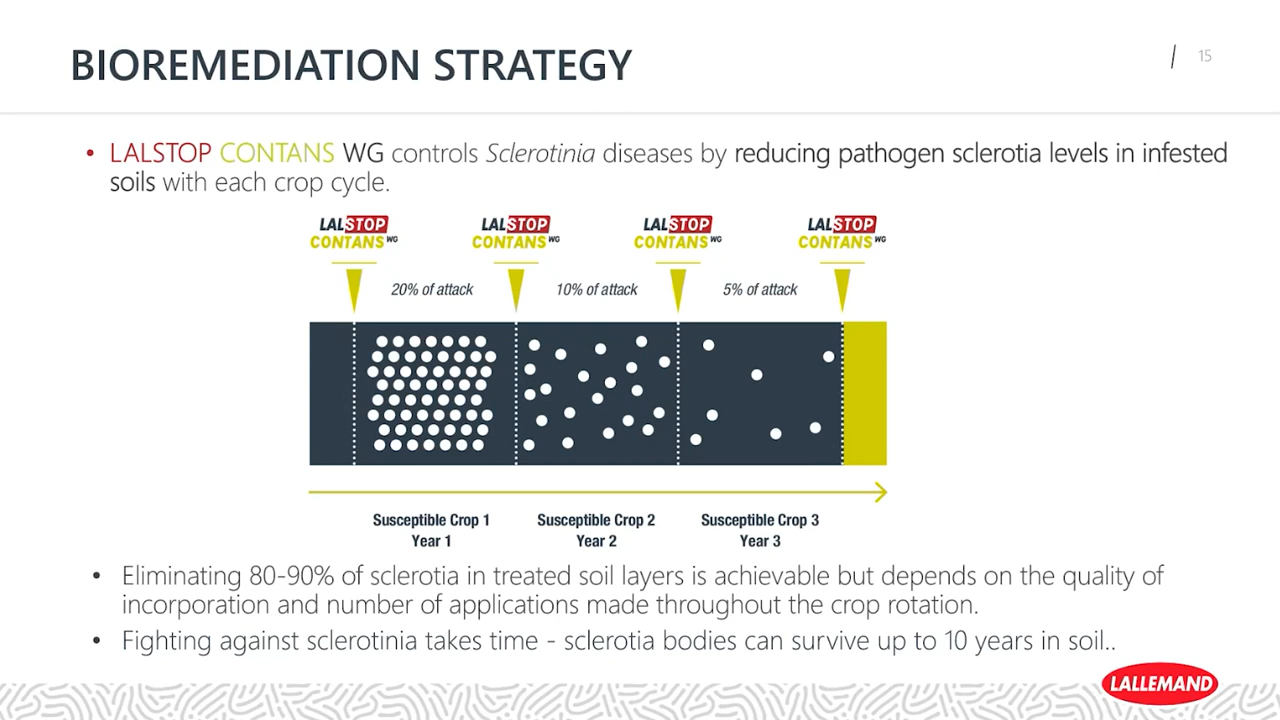 BIOREMEDIATION STRATEGY
/ 15
• LALSTOP CONTANS WG controls Sclerotinia diseases by reducing pathogen sclerotia levels in infested
soils with each crop cycle.
LALSTOP LALSTOP LALSTOP LALSTOP
CONTANS WG CONTANS WG CONTANS WG CONTANS WG
20% of attack 10% of attack 5% of attack
Susceptible Crop 1 Susceptible Crop 2 Susceptible Crop 3
Year 1 Year 2 Year 3
• Eliminating 80-90% of sclerotia in treated soil layers is achievable but depends on the quality of
incorporation and number of applications made throughout the crop rotation.
• Fighting against sclerotinia takes time - sclerotia bodies can survive up to 10 years in soil..
LALLEMAND